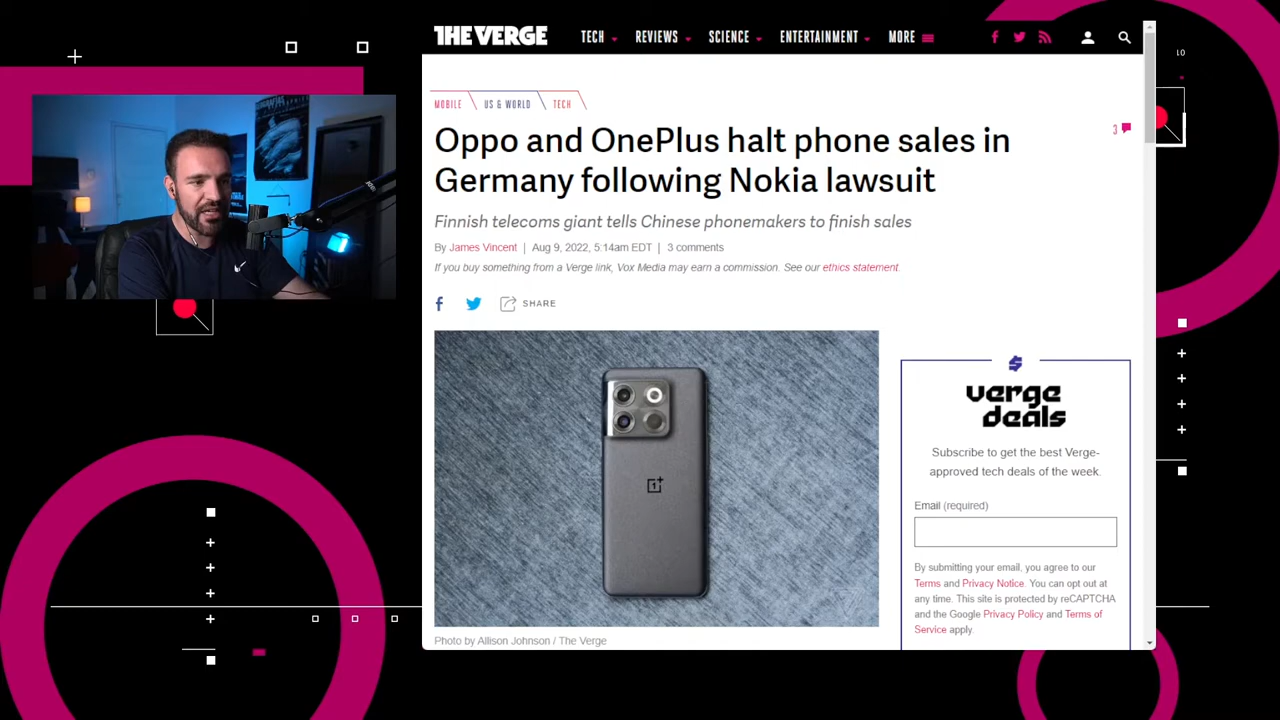 THE VERGE
TECH
REVIEWS
SCIENCE
ENTERTAINMENT
MORE
MOBILE
US & WORLD
TECH
Oppo and OnePlus halt phone sales in
Germany following Nokia lawsuit
3
Finnish telecoms giant tells Chinese phonemakers to finish sales
By James Vincent | Aug 9, 2022, 5:14am EDT | 3 comments
If you buy something from a Verge link, Vox Media may earn a commission. See our ethics statement.
SHARE
verge
deals
Subscribe to get the best Verge-
approved tech deals of the week.
Email (required)
By submitting your email, you agree to our
Terms and Privacy Notice. You can opt out at
any time. This site is protected by reCAPTCHA
and the Google Privacy Policy and Terms of
Service apply.
Photo by Allison Johnson / The Verge